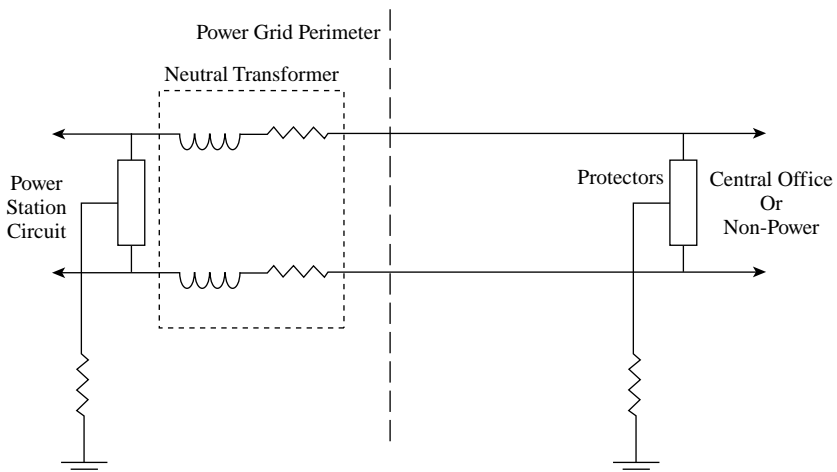 Power Grid Perimeter
Neutral Transformer
Power
Station
Circuit
Protectors
Central Office
Or
Non-Power